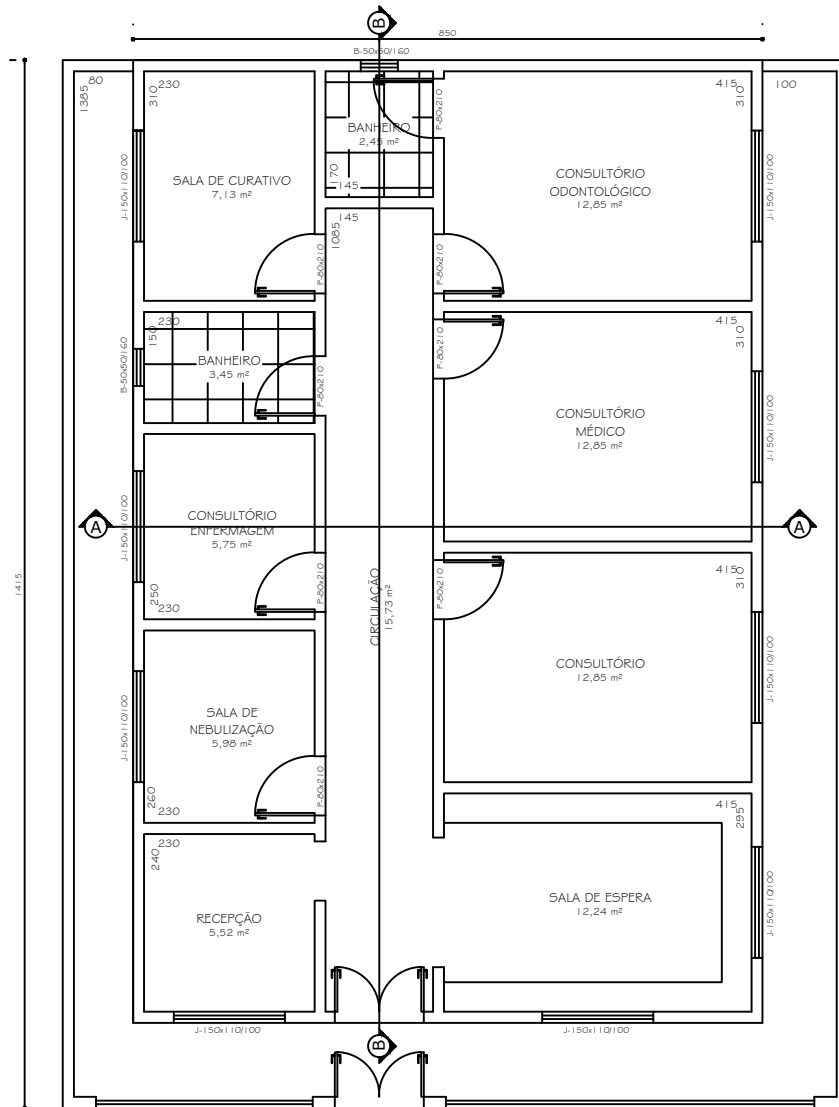 B
850
B-50x50/160
80
1385
230
310
415
310
100
BANHEIRO
2,45 m²
170
145
P-80x210
J-150x110/100
SALA DE CURATIVO
7,13 m²
CONSULTÓRIO
ODONTOLÓGICO
12,85 m²
J-150x110/100
145
1085
P-80x210
P-80x210
230
150
BANHEIRO
3,45 m²
B-50x50/160
P-80x210
P-80x210
415
310
CONSULTÓRIO
MÉDICO
12,85 m²
J-150x110/100
A
A
J-150x110/100
CONSULTÓRIO
ENFERMAGEM
5,75 m²
250
230
P-80x210
CIRCULAÇÃO
15,73 m²
P-80x210
415
310
CONSULTÓRIO
12,85 m²
J-150x110/100
1415
J-150x110/100
SALA DE
NEBULIZAÇÃO
5,98 m²
260
230
P-80x210
415
295
230
240
RECEPÇÃO
5,52 m²
SALA DE ESPERA
12,24 m²
J-150x110/100
J-150x110/100
J-150x110/100
B